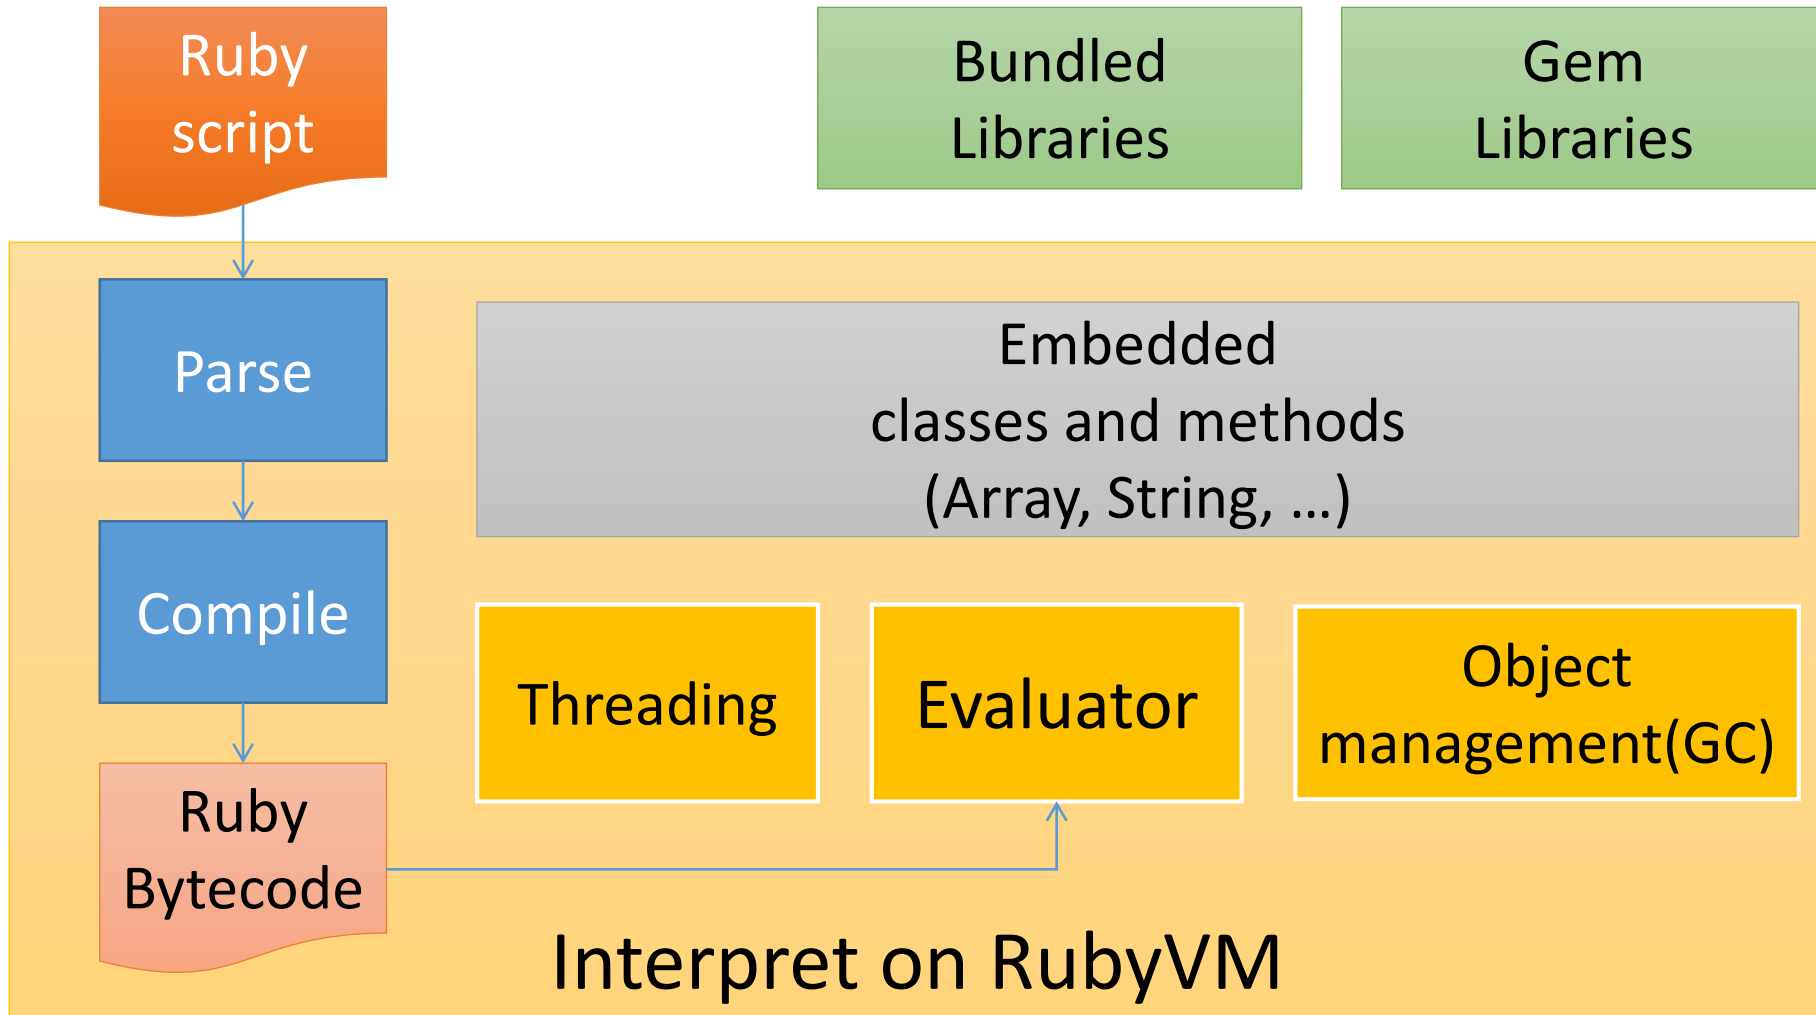 Ruby
script
Bundled
Libraries
Gem
Libraries
Parse
Embedded
classes and methods
(Array, String, …)
Compile
Threading
Evaluator
Object
management(GC)
Ruby
Bytecode
Interpret on RubyVM